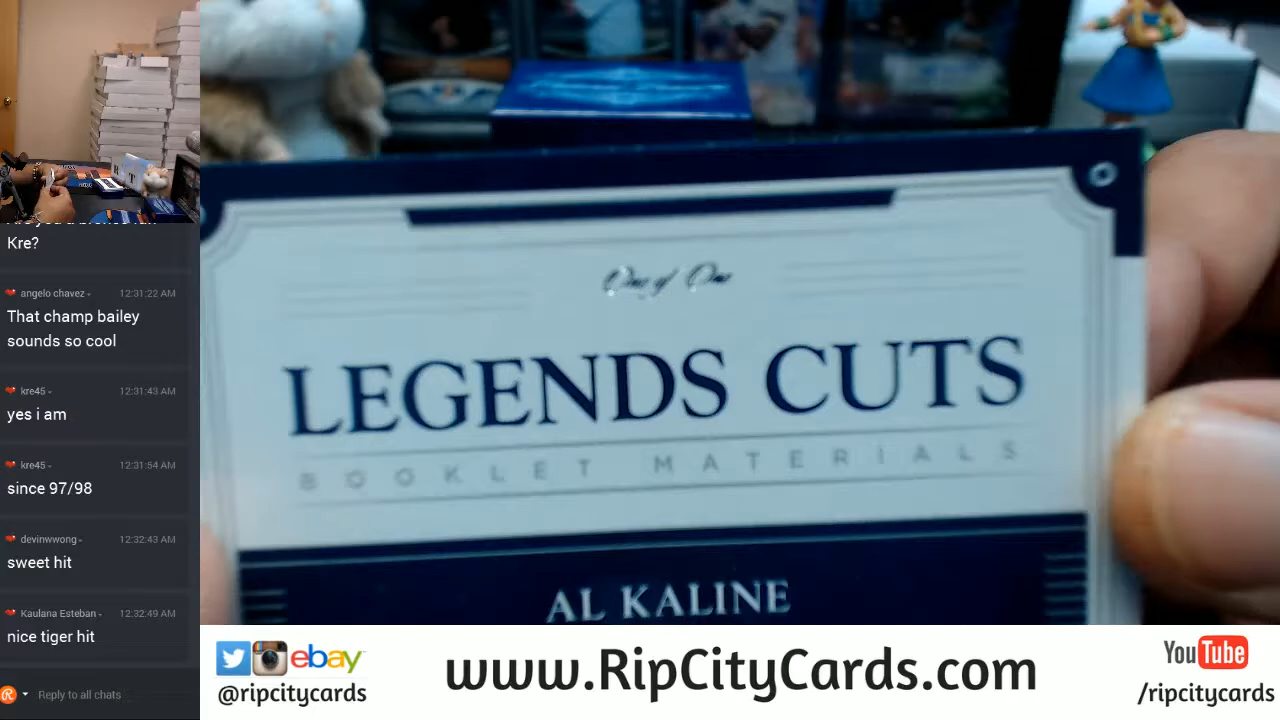 Kre?
angelo chavez 12:31:22 AM
That champ bailey
sounds so cool
kre45 12:31:43 AM
yes i am
kre45 12:31:54 AM
since 97/98
devinwwong 12:32:43 AM
sweet hit
Kaulana Esteban 12:32:49 AM
nice tiger hit
Reply to all chats
One of One
LEGENDS CUTS
BOOKLET MATERIALS
AL KALINE
ebay
@ripcitycards
www.RipCityCards.com
YouTube
/ripcitycards